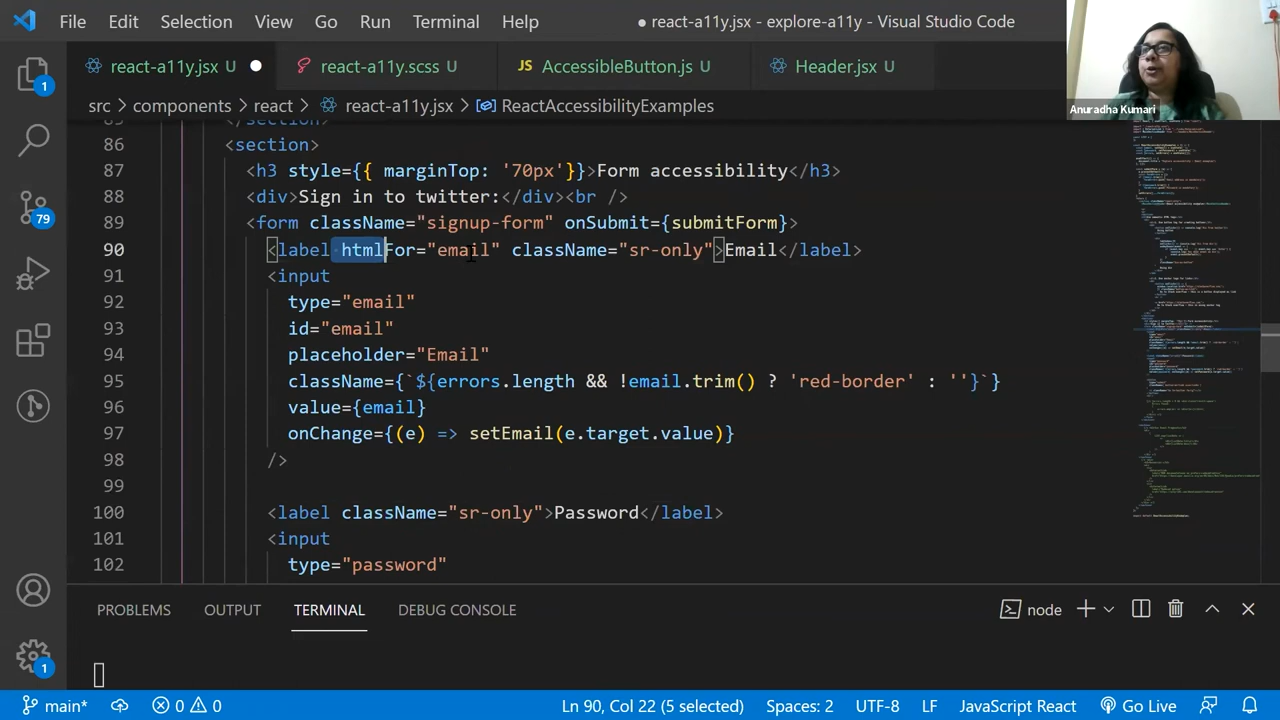 File Edit Selection View Go Run Terminal Help ● react-a11y.jsx - explore-a11y - Visual Studio Code
react-a11y.jsx U react-a11y.scss U JS AccessibleButton.js U Header.jsx U
Anuradha Kumari
src > components > react > react-a11y.jsx > ReactAccessibilityExamples
85 </section>
86 <section>
87 <h3 style={{ marginTop: '70px'}}>Form accessibility</h3>
88 <div>Sign in to twitter:</div><br />
89 <form className="signin-form" onSubmit={submitForm}>
90 <label htmlFor="email" className="sr-only">Email</label>
91 <input
92 type="email"
93 id="email"
94 placeholder="Email"
95 className={`${errors.length && !email.trim() ? 'red-border' : ''}`}
96 value={email}
97 onChange={(e) => setEmail(e.target.value)}
98 />
99
100 <label className="sr-only">Password</label>
101 <input
102 type="password"
PROBLEMS OUTPUT TERMINAL DEBUG CONSOLE node
1
79
1
main* 0 0 Ln 90, Col 22 (5 selected) Spaces: 2 UTF-8 LF JavaScript React Go Live